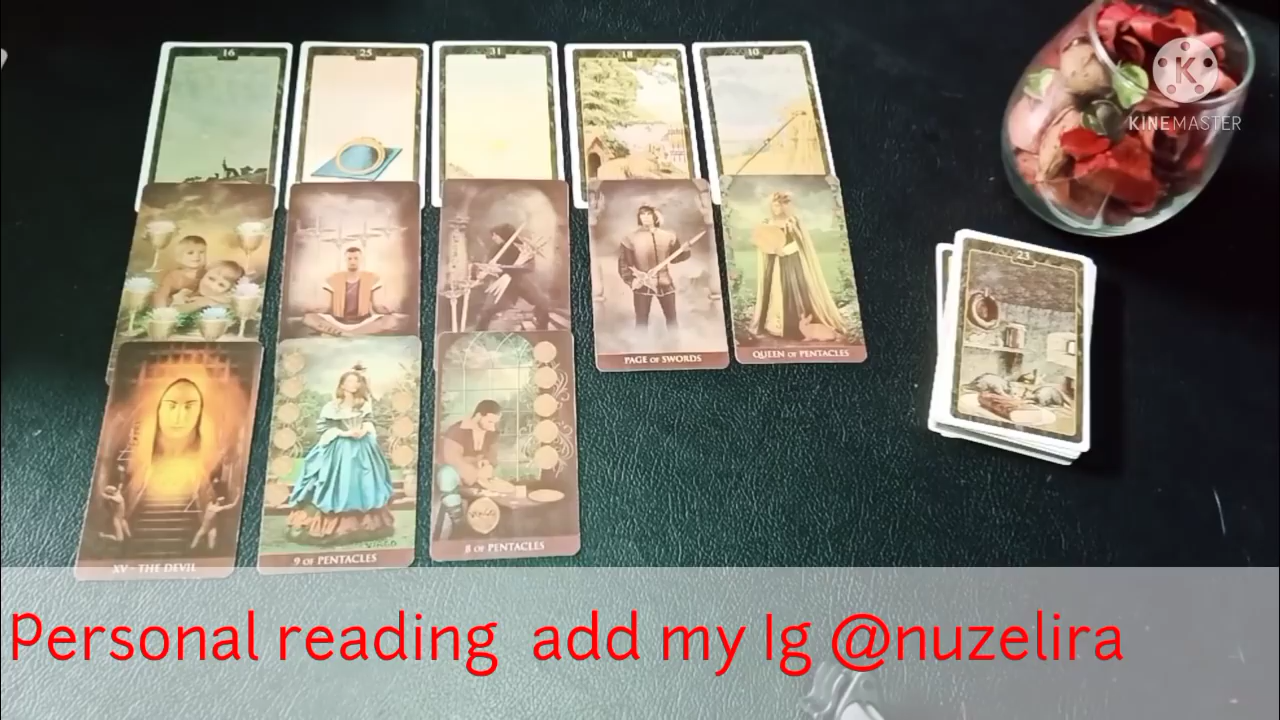 16
25
31
18
10
KINEMASTER
23
PAGE OF SWORDS
QUEEN OF PENTACLES
XV - THE DEVIL
9 OF PENTACLES
8 OF PENTACLES
Personal reading add my Ig @nuzelira